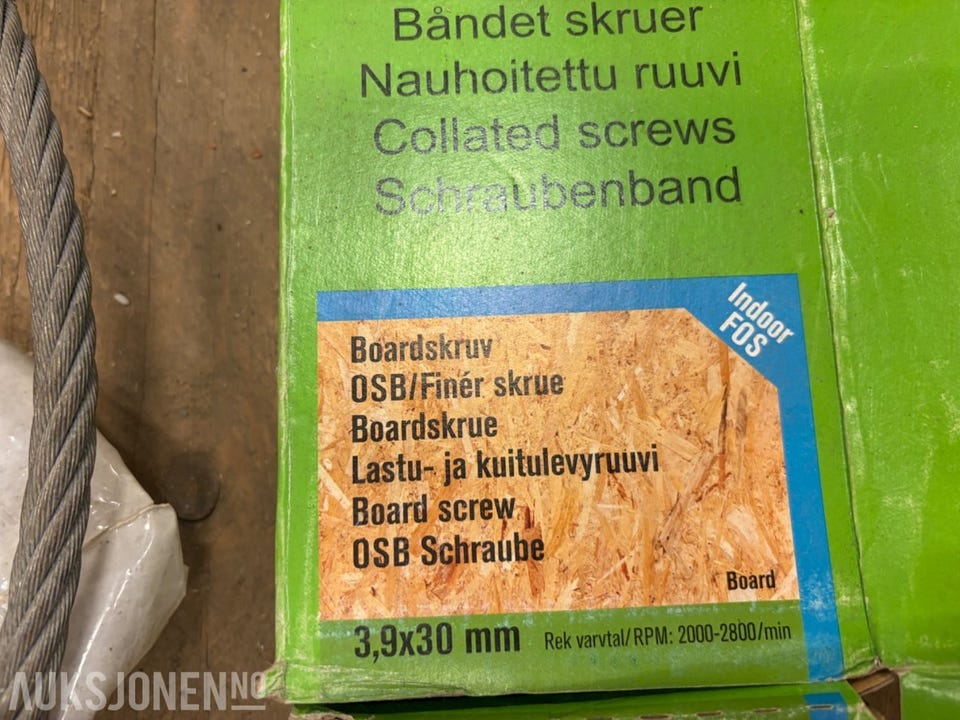 Båndet skruer
Nauhoitettu ruuvi
Collated screws
Schraubenband
Indoor
FOS
Boardskruv
OSB/Finér skrue
Boardskrue
Lastu- ja kuitulevyruuvi
Board screw
OSB Schraube
Board
3,9x30 mm Rek varvtal/RPM: 2000-2800/min
AUKSJONEN.NO